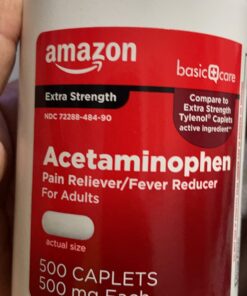 amazon
basic care
Extra Strength
NDC 72288-484-90
Compare to
Extra Strength
Tylenol® Caplets
active ingredient**
Acetaminophen
Pain Reliever/Fever Reducer
For Adults
actual size
500 CAPLETS
500 mg Each